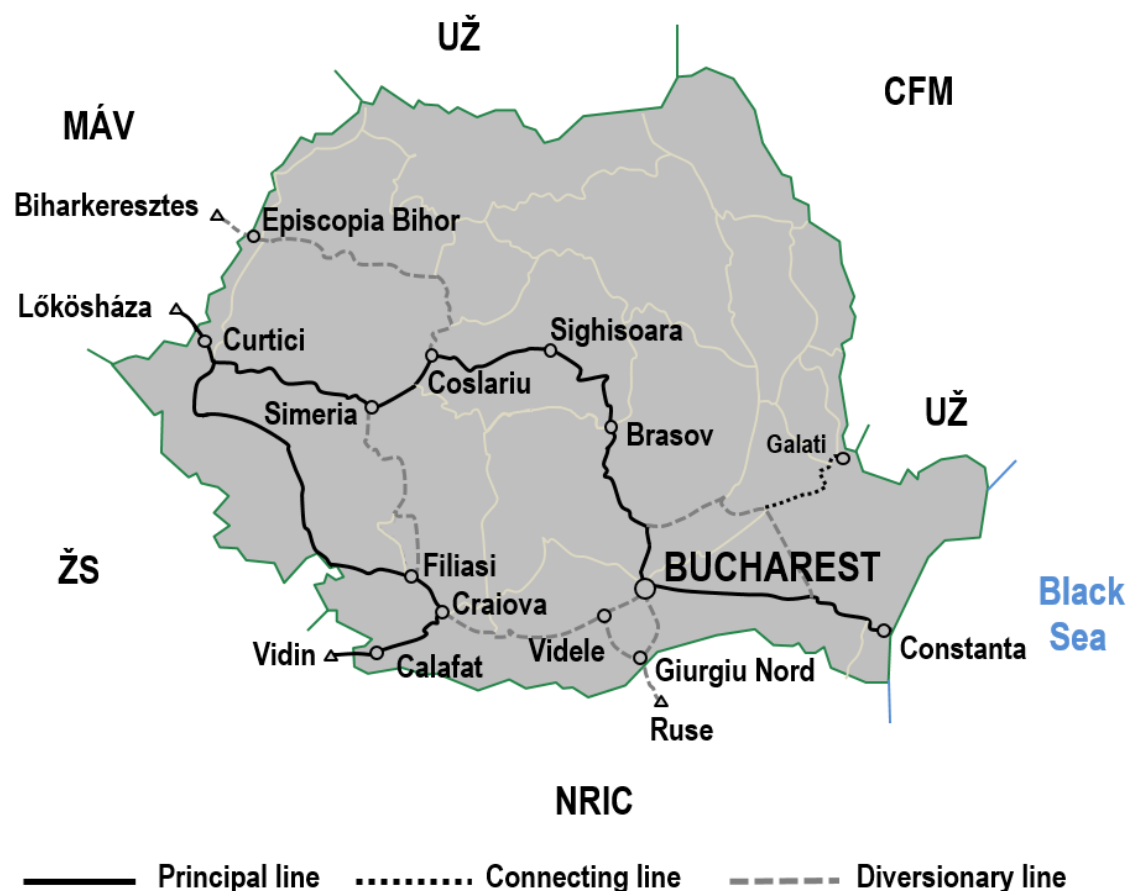 UŽ
CFM
MÁV
Biharkeresztes
Episcopia Bihor
Lőkösháza
Curtici
Sighisoara
Coslariu
Simeria
Brasov
UŽ
Galati
ŽS
Filiasi
BUCHAREST
Craiova
Black
Sea
Vidin
Calafat
Videle
Giurgiu Nord
Constanta
Ruse
NRIC
Principal line
Connecting line
Diversionary line